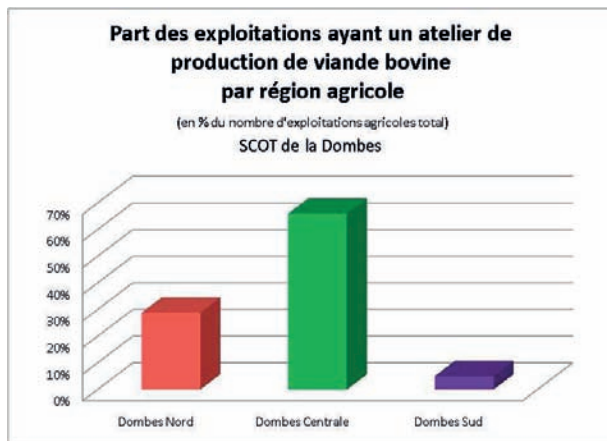 Part des exploitations ayant un atelier de
production de viande bovine
par région agricole
(en % du nombre d'exploitations agricoles total)
SCOT de la Dombes
70%
60%
50%
40%
30%
20%
10%
0%
Dombes Nord
Dombes Centrale
Dombes Sud